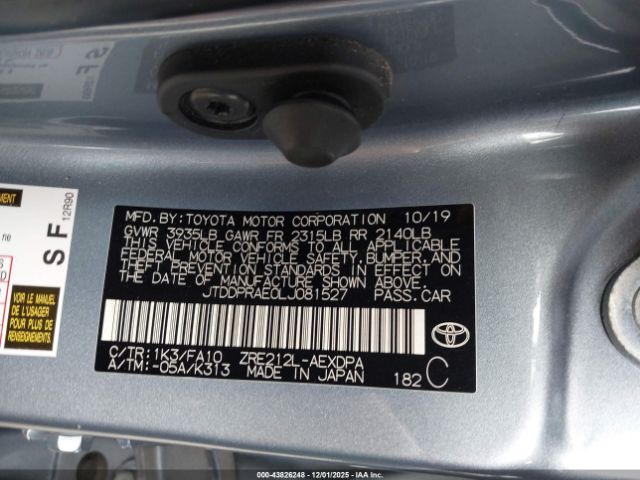 MFD.BY:TOYOTA MOTOR CORPORATION 10/19
GVWR 3935LB GAWR FR 2315LB RR 2140LB
THIS VEHICLE CONFORMS TO ALL APPLICABLE
FEDERAL MOTOR VEHICLE SAFETY,BUMPER,AND
THEFT PREVENTION STANDARDS IN EFFECT
ON THE DATE OF MANUFACTURE SHOWN ABOVE.
JTDDPRAE0LJ081527 PASS.CAR
C/TR:1K3/FA10 ZRE212L-AEXDPA
A/TM:-05A/K313 MADE IN JAPAN 182 C
S F
12R90
VOIR LE MANUEL
DE L'USAGER
POUR PLUS DE
RENSEIGNEMENTS
IAA 000-43826248 | 12/01/2025 - IAA